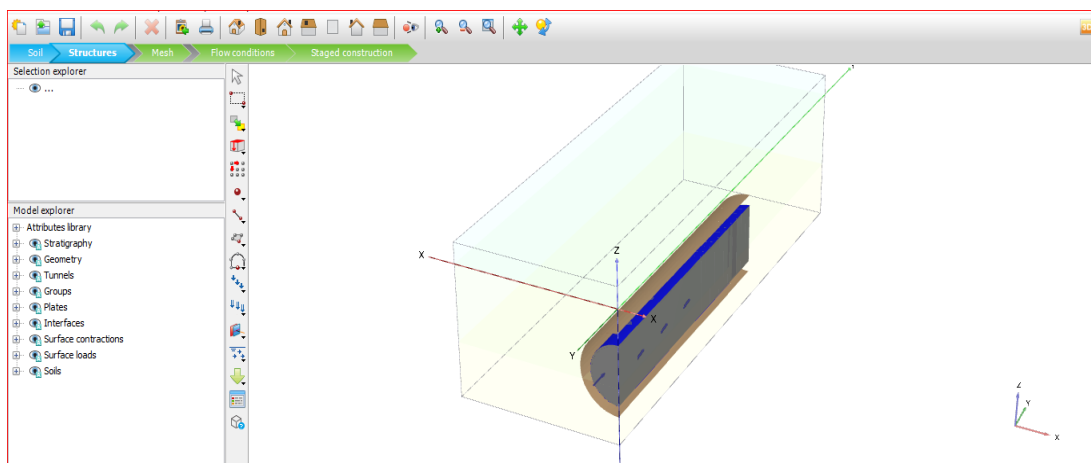 Soil Structures Mesh Flow conditions Staged construction
Selection explorer
...
Model explorer
Attributes library
Stratigraphy
Geometry
Tunnels
Groups
Plates
Interfaces
Surface contractions
Surface loads
Soils
X
Z
X
Y
Z
Y
X